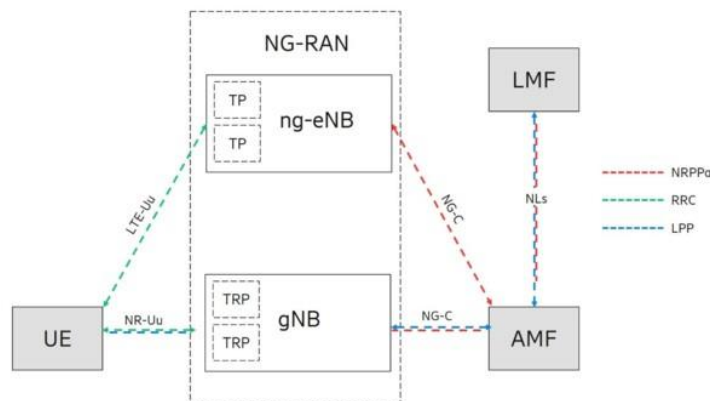 NG-RAN
TP
TP
ng-eNB
LMF
NRPPa
RRC
LPP
LTE-Uu
NG-C
NLs
TRP
TRP
gNB
UE
NR-Uu
NG-C
AMF